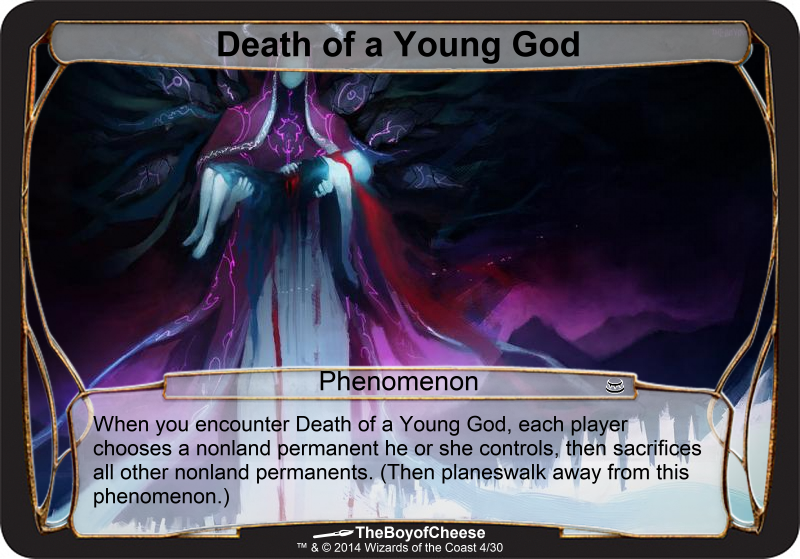 Death of a Young God
Phenomenon
When you encounter Death of a Young God, each player
chooses a nonland permanent he or she controls, then sacrifices
all other nonland permanents. (Then planeswalk away from this
phenomenon.)
TheBoyofCheese
™ & © 2014 Wizards of the Coast 4/30